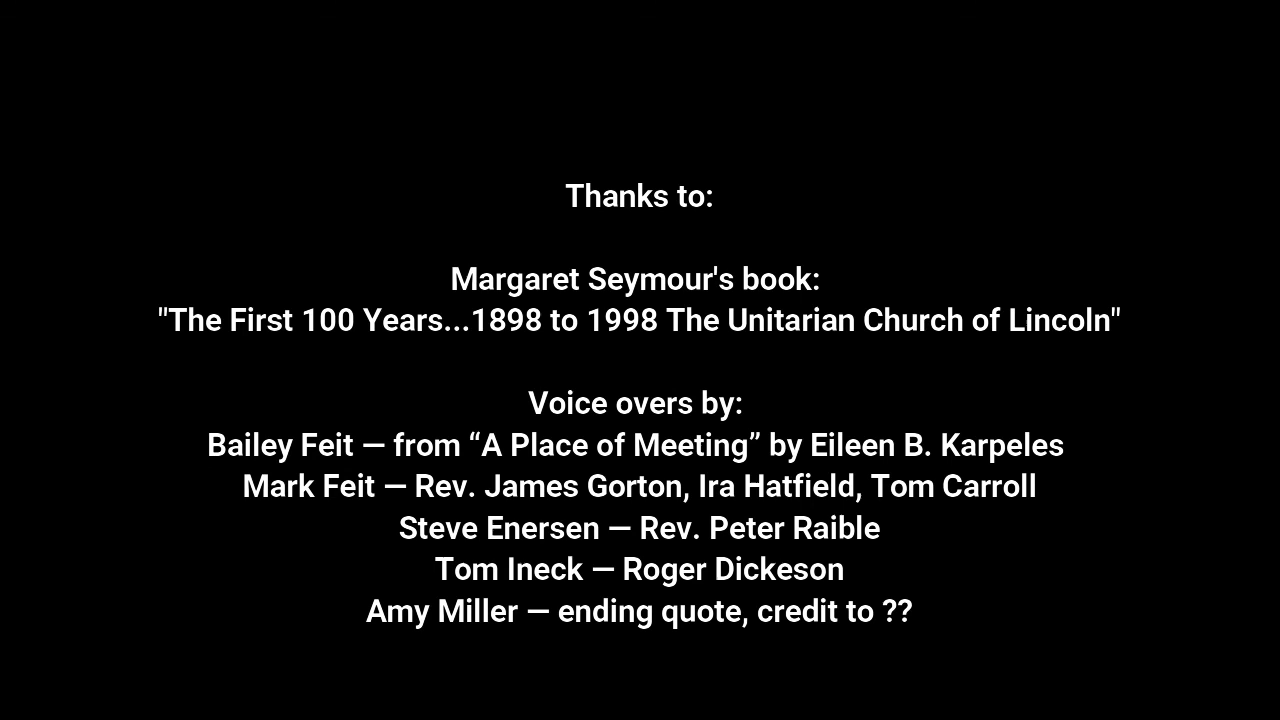 Thanks to:
Margaret Seymour's book:
"The First 100 Years...1898 to 1998 The Unitarian Church of Lincoln"
Voice overs by:
Bailey Feit — from “A Place of Meeting” by Eileen B. Karpeles
Mark Feit — Rev. James Gorton, Ira Hatfield, Tom Carroll
Steve Enersen — Rev. Peter Raible
Tom Ineck — Roger Dickeson
Amy Miller — ending quote, credit to ??